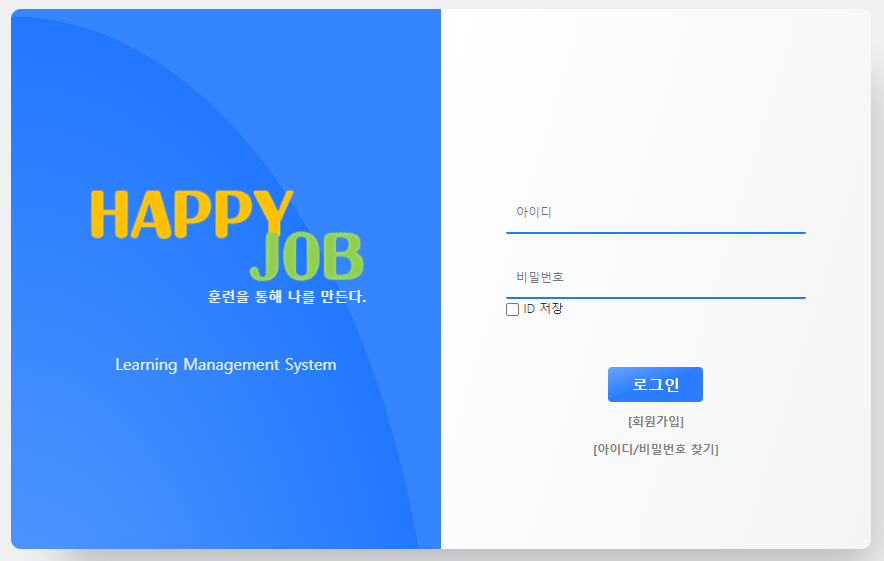 HAPPY
JOB
훈련을 통해 나를 만든다.
Learning Management System
아이디
비밀번호
ID 저장
로그인
[회원가입]
[아이디/비밀번호 찾기]